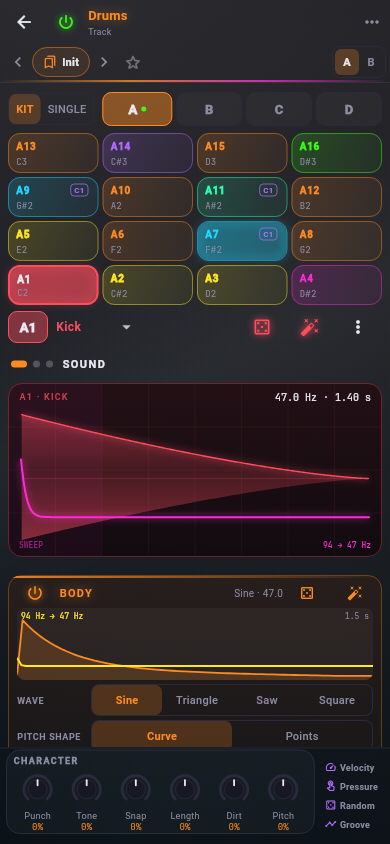 Drums
Track
Init
A B
KIT SINGLE A B C D
A13 A14 A15 A16
C3 C#3 D3 D#3
A9 C1 A10 A11 C1 A12
G#2 A2 A#2 B2
A5 A6 A7 C1 A8
E2 F2 F#2 G2
A1 A2 A3 A4
C2 C#2 D2 D#2
A1 Kick
SOUND
A1 · KICK 47.0 Hz · 1.40 s
SWEEP 94 → 47 Hz
BODY Sine · 47.0
94 Hz → 47 Hz 1.5 s
WAVE Sine Triangle Saw Square
PITCH SHAPE Curve Points
CHARACTER
Punch Tone Snap Length Dirt Pitch
0% 0% 0% 0% 0% 0%
Velocity
Pressure
Random
Groove